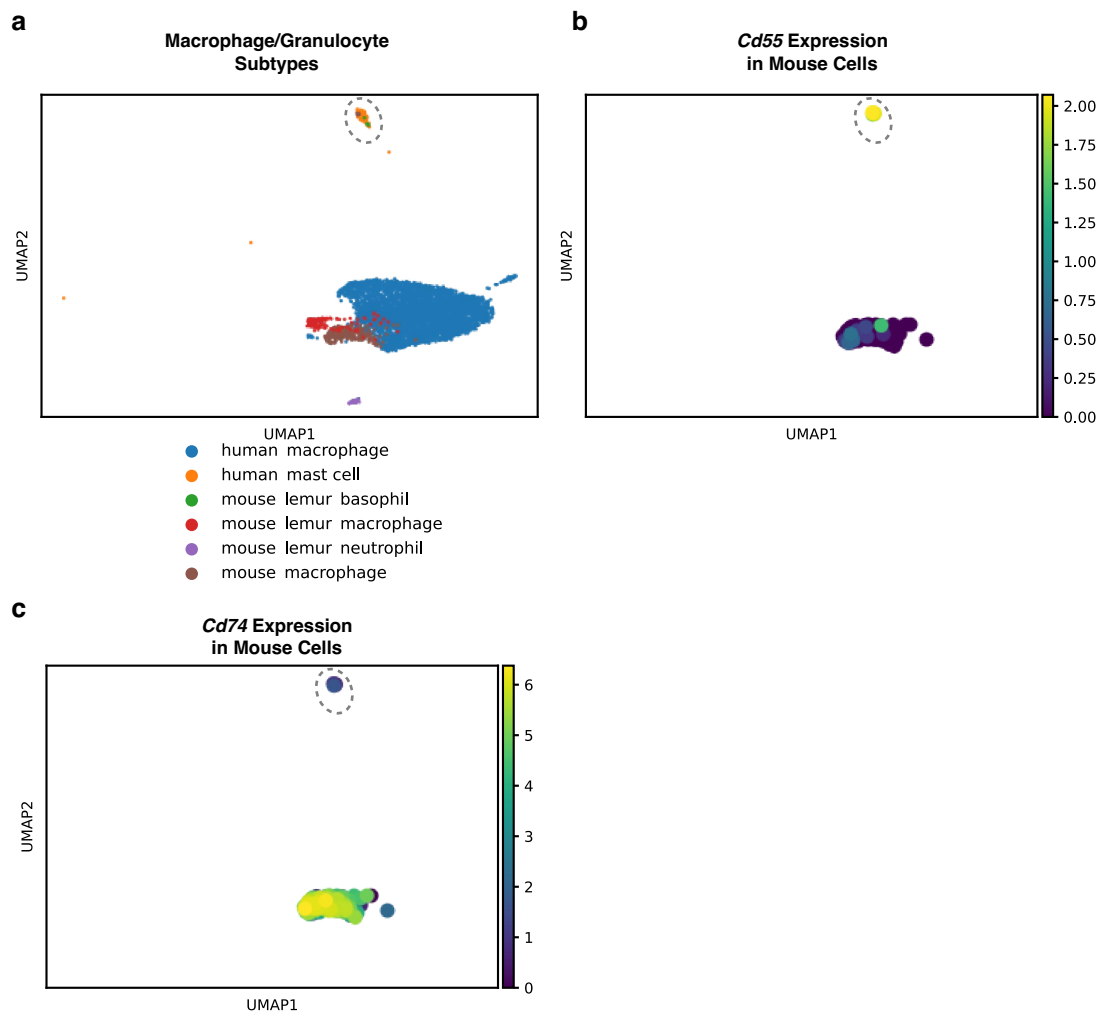 a
Macrophage/Granulocyte
Subtypes
UMAP2
UMAP1
human macrophage
human mast cell
mouse lemur basophil
mouse lemur macrophage
mouse lemur neutrophil
mouse macrophage
b
Cd55 Expression
in Mouse Cells
UMAP2
UMAP1
2.00
1.75
1.50
1.25
1.00
0.75
0.50
0.25
0.00
c
Cd74 Expression
in Mouse Cells
UMAP2
UMAP1
6
5
4
3
2
1
0